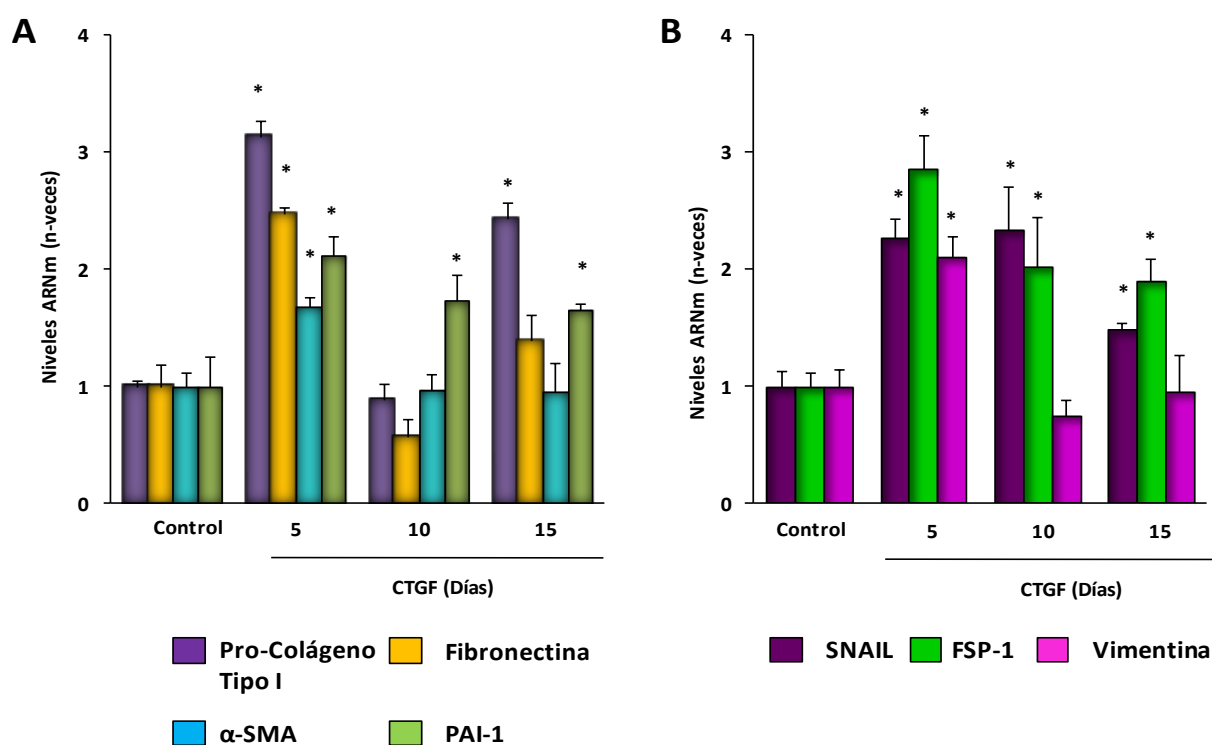 A
Niveles ARNm (n-veces)
4
3
2
1
0
*
*
*
*
*
*
*
Control
5
10
15
CTGF (Días)
Pro-Colágeno
Tipo I
Fibronectina
α-SMA
PAI-1
B
Niveles ARNm (n-veces)
4
3
2
1
0
*
*
*
*
*
*
*
Control
5
10
15
CTGF (Días)
SNAIL
FSP-1
Vimentina